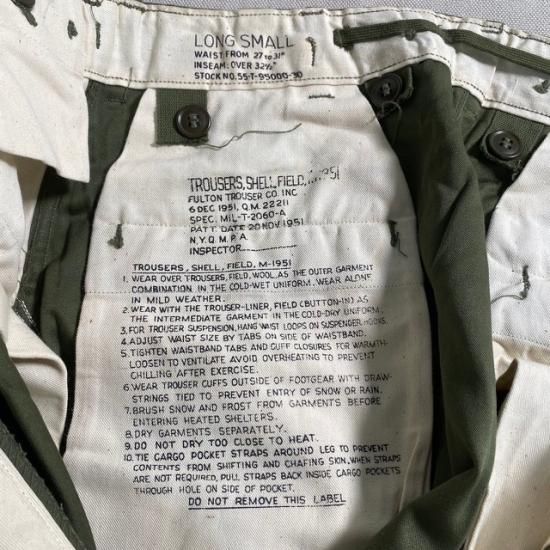 LONG SMALL
WAIST: FROM 27 TO 31"
INSEAM: OVER 32½"
STOCK NO. 55-T-95000-30
TROUSERS, SHELL, FIELD, M-1951
FULTON TROUSER CO. INC
6 DEC 1951, Q.M. 22211
SPEC. MIL-T-2060-A
PATT. DATE 20 NOV 1951
N.Y.Q.M.P.A.
INSPECTOR
TROUSERS, SHELL, FIELD, M-1951
1. WEAR OVER TROUSERS, FIELD, WOOL, AS THE OUTER GARMENT
COMBINATION IN THE COLD-WET UNIFORM. WEAR ALONE
IN MILD WEATHER.
2. WEAR WITH THE TROUSER-LINER, FIELD (BUTTON-IN) AS
THE INTERMEDIATE GARMENT IN THE COLD-DRY UNIFORM.
3. FOR TROUSER SUSPENSION, HANG WAIST LOOPS ON SUSPENDER HOOKS.
4. ADJUST WAIST SIZE BY TABS ON SIDE OF WAISTBAND.
5. TIGHTEN WAISTBAND TABS AND CUFF CLOSURES FOR WARMTH-
LOOSEN TO VENTILATE AVOID OVERHEATING TO PREVENT
CHILLING AFTER EXERCISE.
6. WEAR TROUSER CUFFS OUTSIDE OF FOOTGEAR WITH DRAW-
STRINGS TIED TO PREVENT ENTRY OF SNOW OR RAIN.
7. BRUSH SNOW AND FROST FROM GARMENTS BEFORE
ENTERING HEATED SHELTERS.
8. DRY GARMENTS SEPARATELY.
9. DO NOT DRY TOO CLOSE TO HEAT.
10. TIE CARGO POCKET STRAPS AROUND LEG TO PREVENT
CONTENTS FROM SHIFTING AND CHAFING SKIN, WHEN STRAPS
ARE NOT REQUIRED, PULL STRAPS BACK INSIDE CARGO POCKETS
THROUGH HOLE ON SIDE OF POCKET.
DO NOT REMOVE THIS LABEL